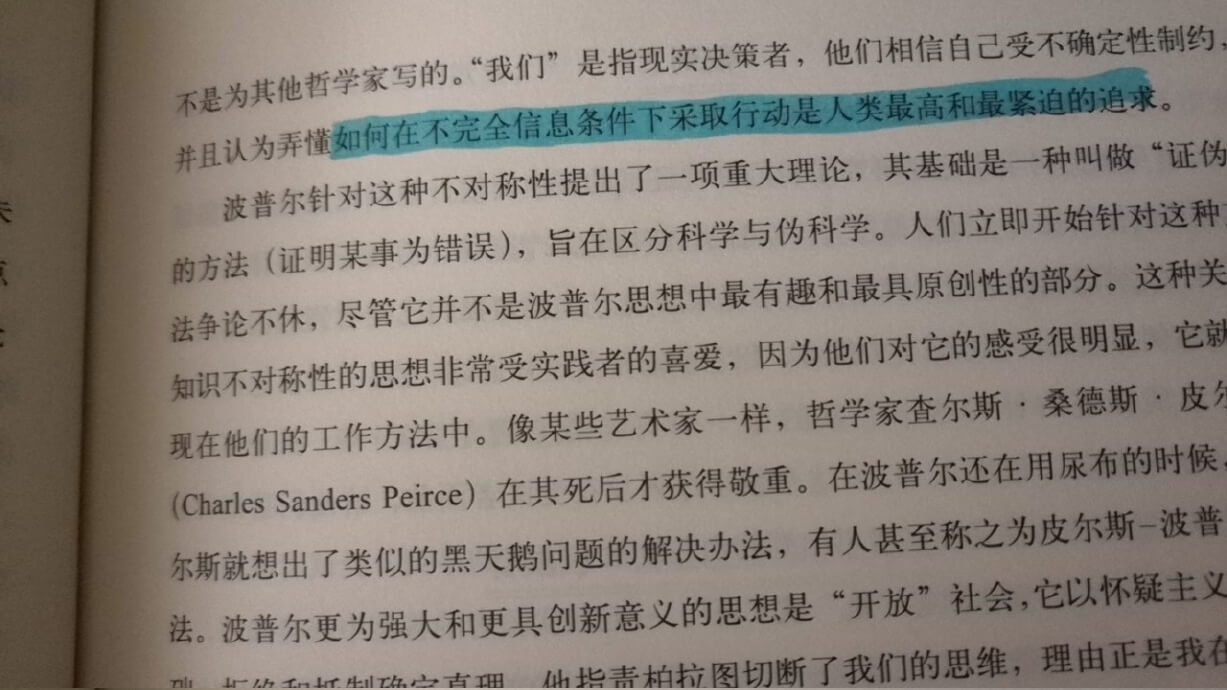 不是为其他哲学家写的。“我们”是指现实决策者，他们相信自己受不确定性制约，
并且认为弄懂如何在不完全信息条件下采取行动是人类最高和最紧迫的追求。
波普尔针对这种不对称性提出了一项重大理论，其基础是一种叫做“证伪
的方法（证明某事为错误），旨在区分科学与伪科学。人们立即开始针对这种
法争论不休，尽管它并不是波普尔思想中最有趣和最具原创性的部分。这种关
知识不对称性的思想非常受实践者的喜爱，因为他们对它的感受很明显，它就
现在他们的工作方法中。像某些艺术家一样，哲学家查尔斯·桑德斯·皮尔
(Charles Sanders Peirce）在其死后才获得敬重。在波普尔还在用尿布的时候，
尔斯就想出了类似的黑天鹅问题的解决办法，有人甚至称之为皮尔斯–波普
法。波普尔更为强大和更具创新意义的思想是“开放”社会，它以怀疑主义
拒绝和抵制确定真理。他指责柏拉图切断了我们的思维，理由正是我在